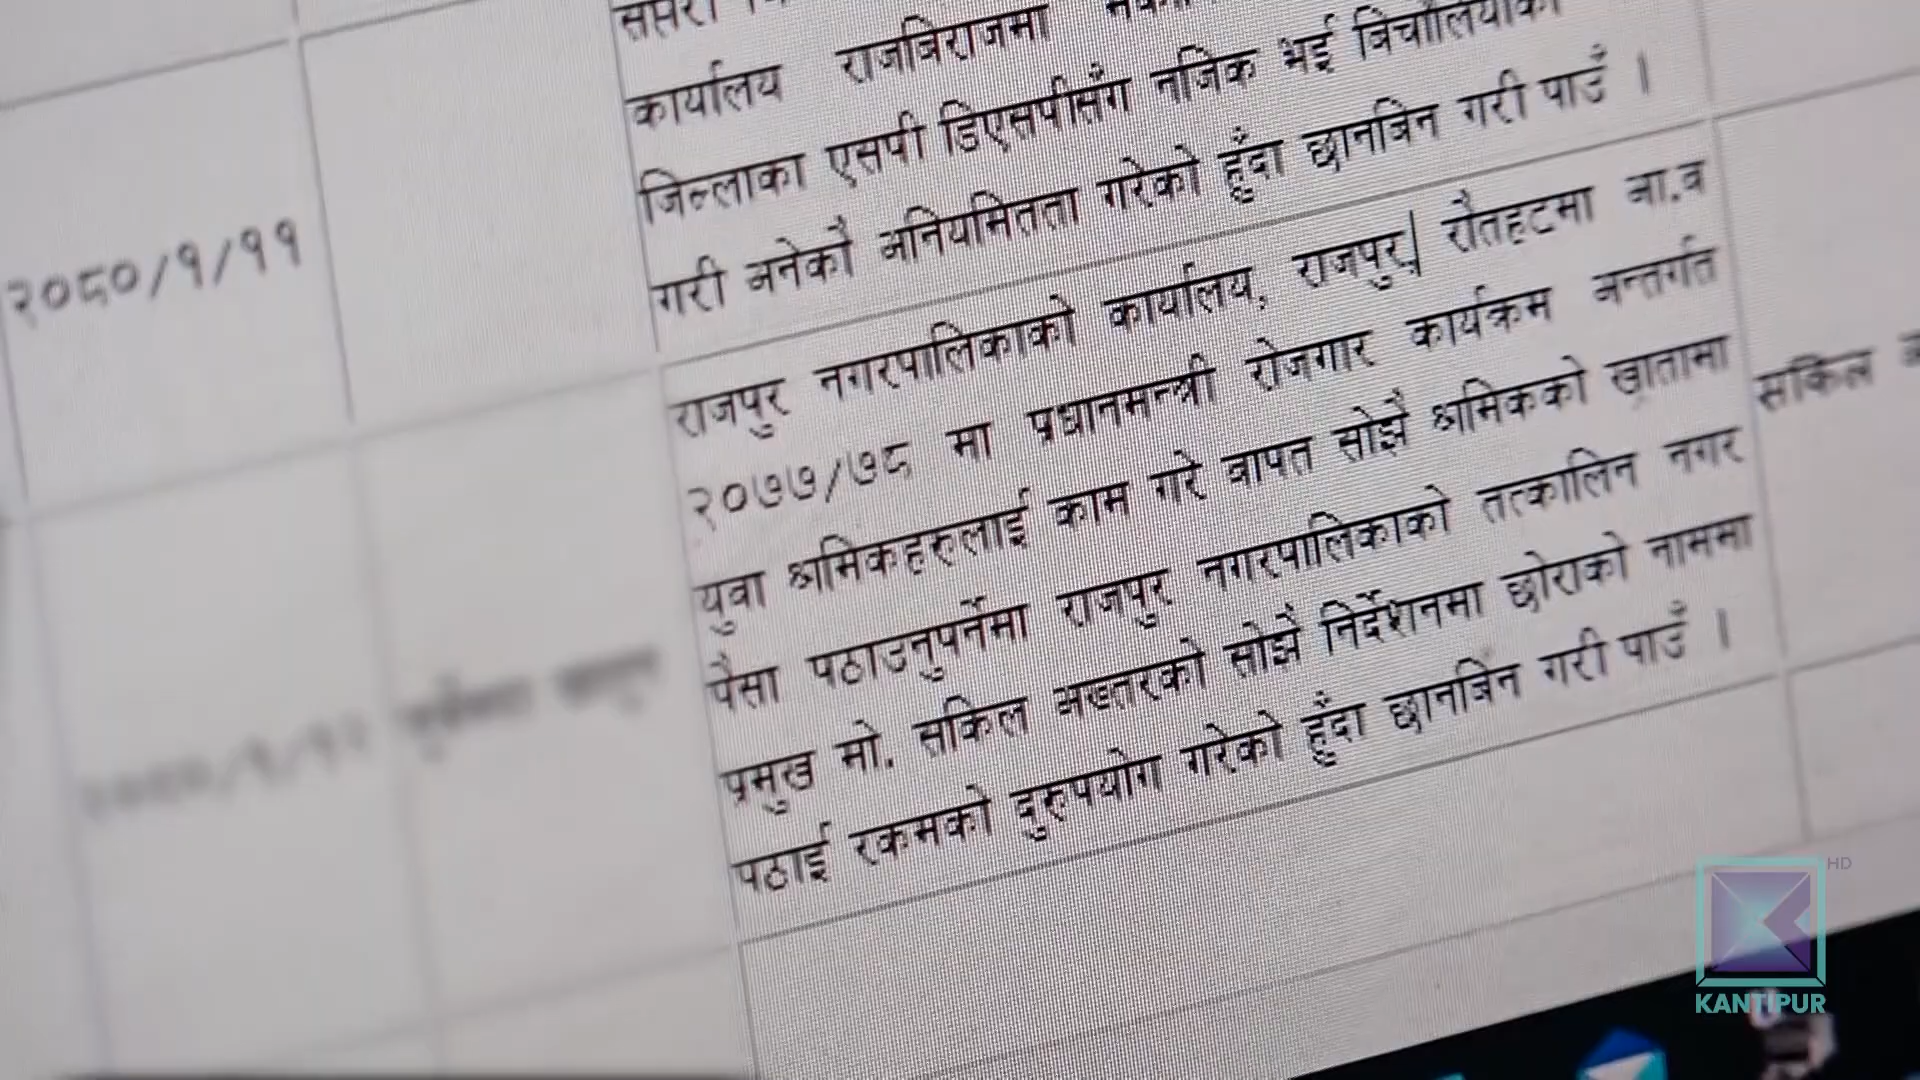 कार्यालय राजबिराजमा
जिल्लाका एसपी डिएसपीसँग नजिक भई बिचौलियाको
२०८०/१/११
गरी अनेकौ अनियमितता गरेको हुँदा छानबिन गरी पाउँ ।
राजपुर नगरपालिकाको कार्यालय, राजपुर, रौतहटमा आ.व
२०७७/७८ मा प्रधानमन्त्री रोजगार कार्यक्रम अन्तर्गत
युवा श्रमिकहरुलाई काम गरे वापत सोझै श्रमिकको खातामा
सकिल
पैसा पठाउनुपर्नेमा राजपुर नगरपालिकाको तत्कालिन नगर
प्रमुख मो. सकिल अख्तरको सोझै निर्देशनमा छोराको नाममा
पठाई रकमको दुरुपयोग गरेको हुँदा छानबिन गरी पाउँ ।
HD
KANTIPUR